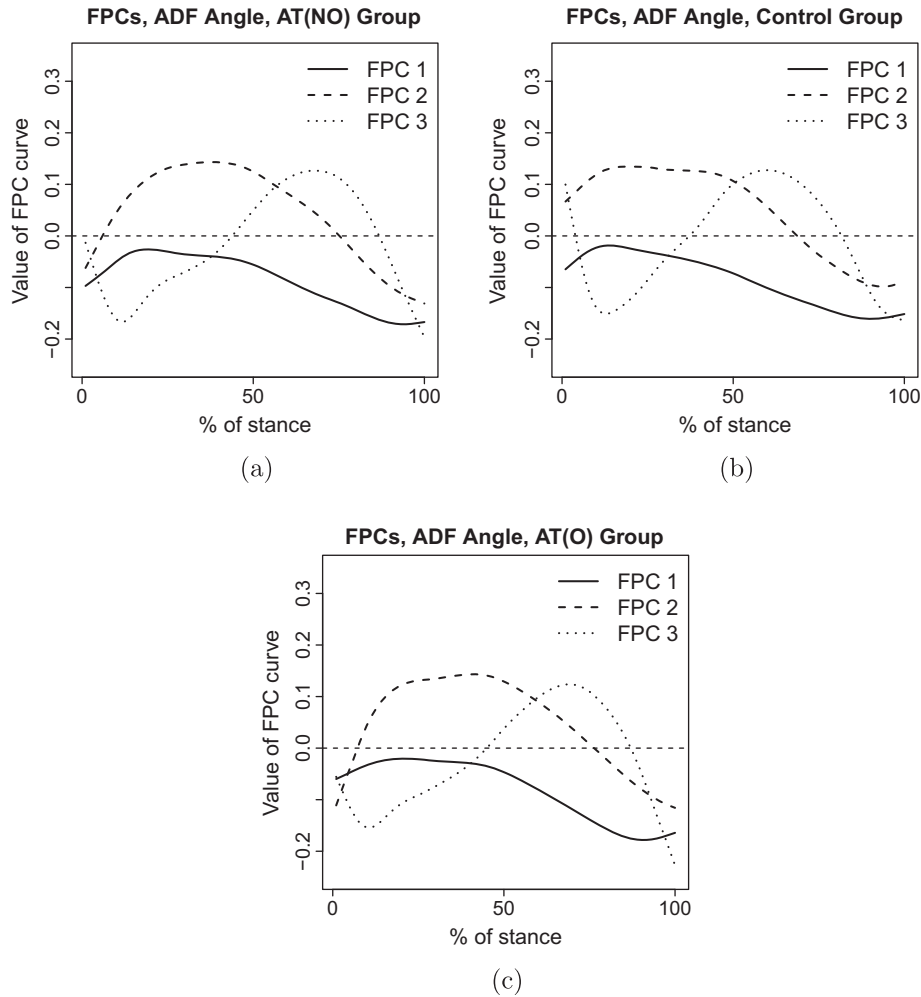 FPCs, ADF Angle, AT(NO) Group
FPC 1
FPC 2
FPC 3
Value of FPC curve
0.3
0.2
0.1
0.0
−0.2
0
50
100
% of stance
(a)
FPCs, ADF Angle, Control Group
FPC 1
FPC 2
FPC 3
Value of FPC curve
0.3
0.2
0.1
0.0
−0.2
0
50
100
% of stance
(b)
FPCs, ADF Angle, AT(O) Group
FPC 1
FPC 2
FPC 3
Value of FPC curve
0.3
0.2
0.1
0.0
−0.2
0
50
100
% of stance
(c)